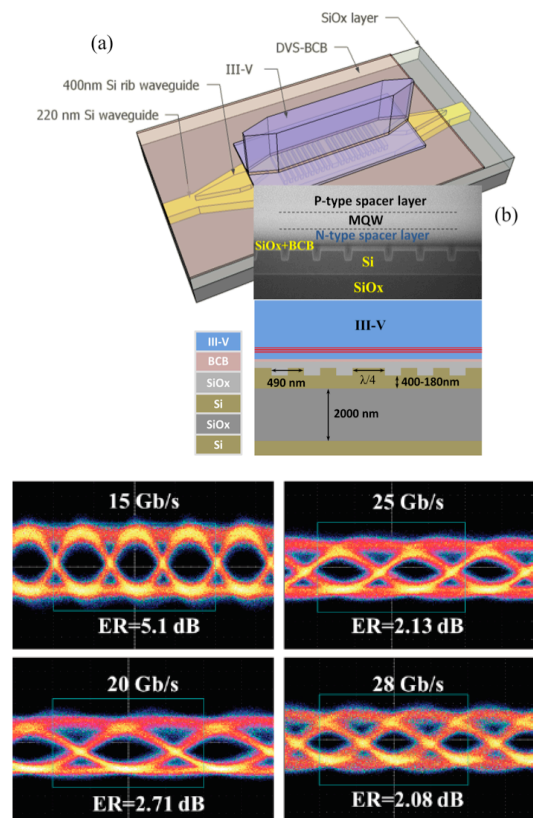 (a)
SiOx layer
DVS-BCB
III-V
400nm Si rib waveguide
220 nm Si waveguide
(b)
P-type spacer layer
MQW
N-type spacer layer
SiOx+BCB
Si
SiOx
III-V
BCB
SiOx
Si
SiOx
Si
III-V
490 nm
λ/4
400-180nm
2000 nm
15 Gb/s
ER=5.1 dB
25 Gb/s
ER=2.13 dB
20 Gb/s
ER=2.71 dB
28 Gb/s
ER=2.08 dB